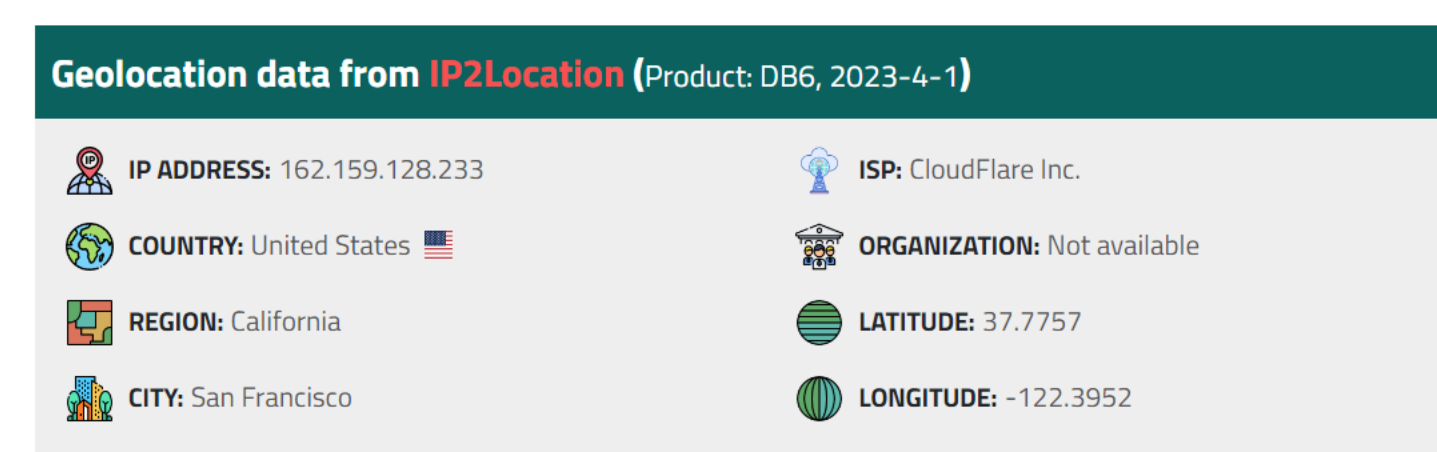 Geolocation data from IP2Location (Product: DB6, 2023-4-1)
IP
IP ADDRESS: 162.159.128.233
ISP: CloudFlare Inc.
COUNTRY: United States
ORGANIZATION: Not available
REGION: California
LATITUDE: 37.7757
CITY: San Francisco
LONGITUDE: -122.3952